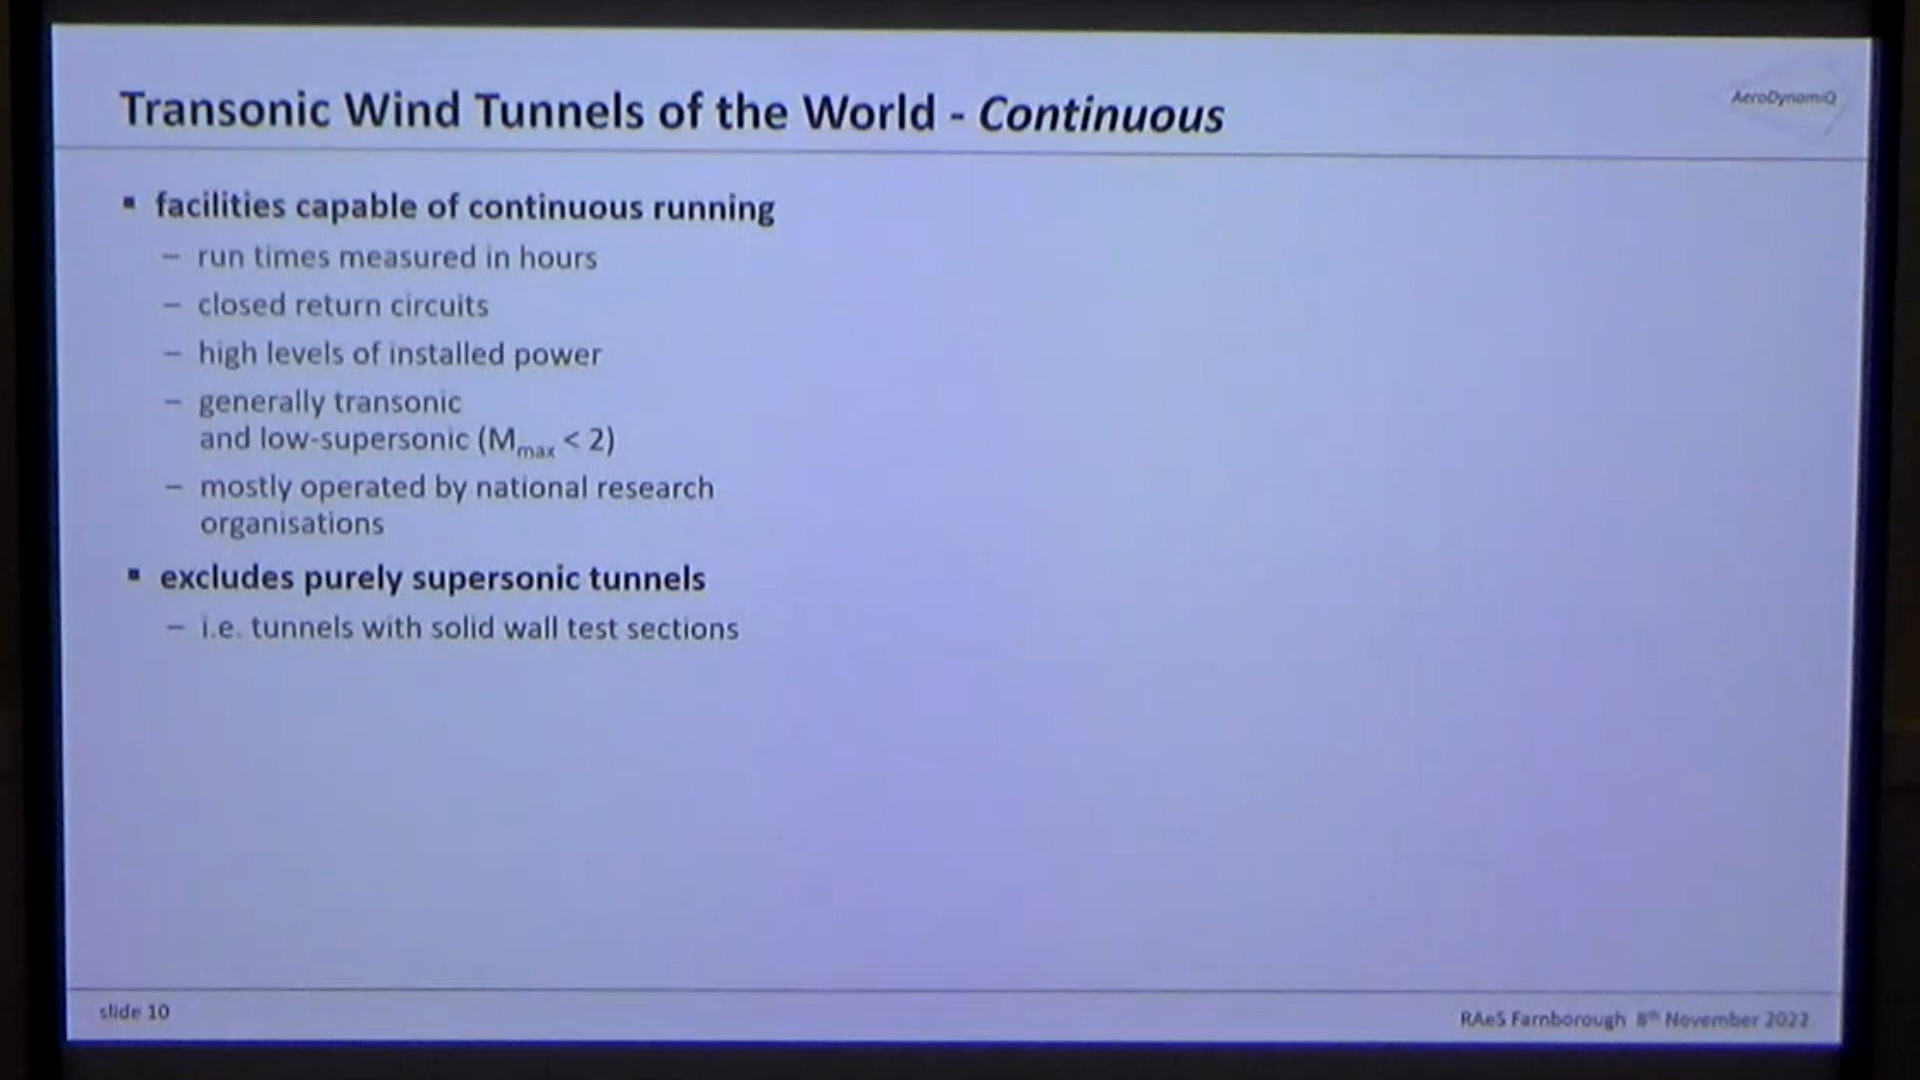 Transonic Wind Tunnels of the World - Continuous
AeroDynamiQ
▪ facilities capable of continuous running
– run times measured in hours
– closed return circuits
– high levels of installed power
– generally transonic
and low-supersonic (Mmax < 2)
– mostly operated by national research
organisations
▪ excludes purely supersonic tunnels
– i.e. tunnels with solid wall test sections
slide 10
RAeS Farnborough 8th November 2022